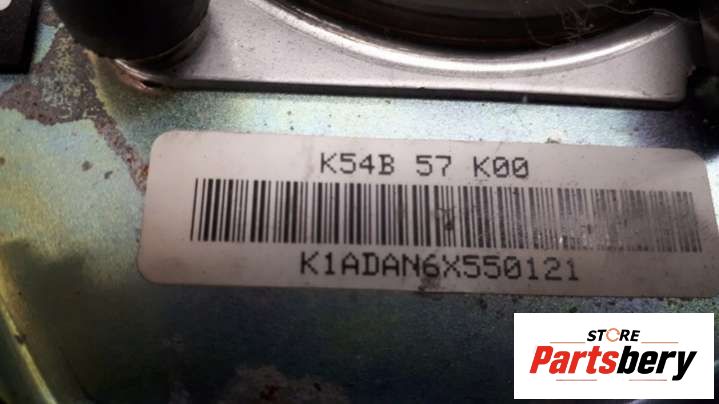 K54B 57 K00
K1ADAN6X550121
STORE
Partsbery